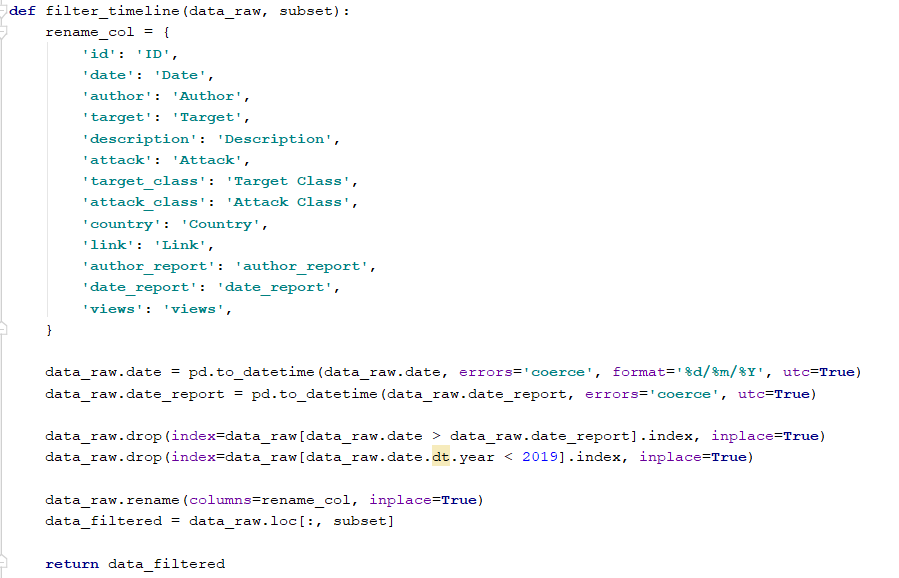 def filter_timeline(data_raw, subset):
    rename_col = {
        'id': 'ID',
        'date': 'Date',
        'author': 'Author',
        'target': 'Target',
        'description': 'Description',
        'attack': 'Attack',
        'target_class': 'Target Class',
        'attack_class': 'Attack Class',
        'country': 'Country',
        'link': 'Link',
        'author_report': 'author_report',
        'date_report': 'date_report',
        'views': 'views',
    }

    data_raw.date = pd.to_datetime(data_raw.date, errors='coerce', format='%d/%m/%Y', utc=True)
    data_raw.date_report = pd.to_datetime(data_raw.date_report, errors='coerce', utc=True)

    data_raw.drop(index=data_raw[data_raw.date > data_raw.date_report].index, inplace=True)
    data_raw.drop(index=data_raw[data_raw.date.dt.year < 2019].index, inplace=True)

    data_raw.rename(columns=rename_col, inplace=True)
    data_filtered = data_raw.loc[:, subset]

    return data_filtered